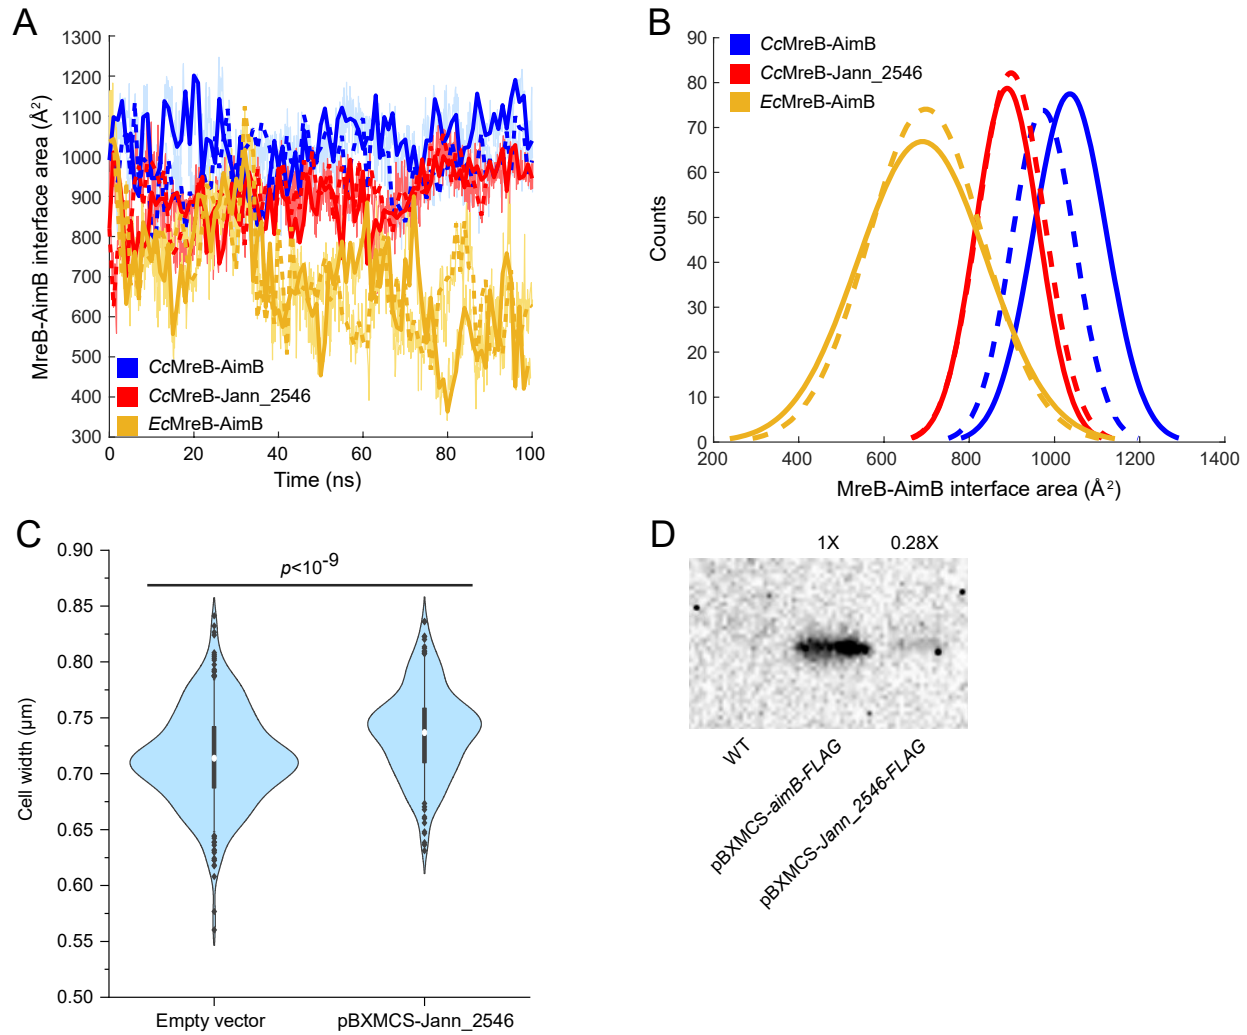 A
1300
1200
1100
1000
900
800
700
600
500
400
300
MreB-AimB interface area (Å²)
CcMreB-AimB
CcMreB-Jann_2546
EcMreB-AimB
0 20 40 60 80 100
Time (ns)
B
90
80
70
60
50
40
30
20
10
0
Counts
CcMreB-AimB
CcMreB-Jann_2546
EcMreB-AimB
200 400 600 800 1000 1200 1400
MreB-AimB interface area (Å²)
C
0.90
0.85
0.80
0.75
0.70
0.65
0.60
0.55
0.50
Cell width (μm)
p<10⁻⁹
Empty vector pBXMCS-Jann_2546
D
1X 0.28X
WT
pBXMCS-aimB-FLAG
pBXMCS-Jann_2546-FLAG